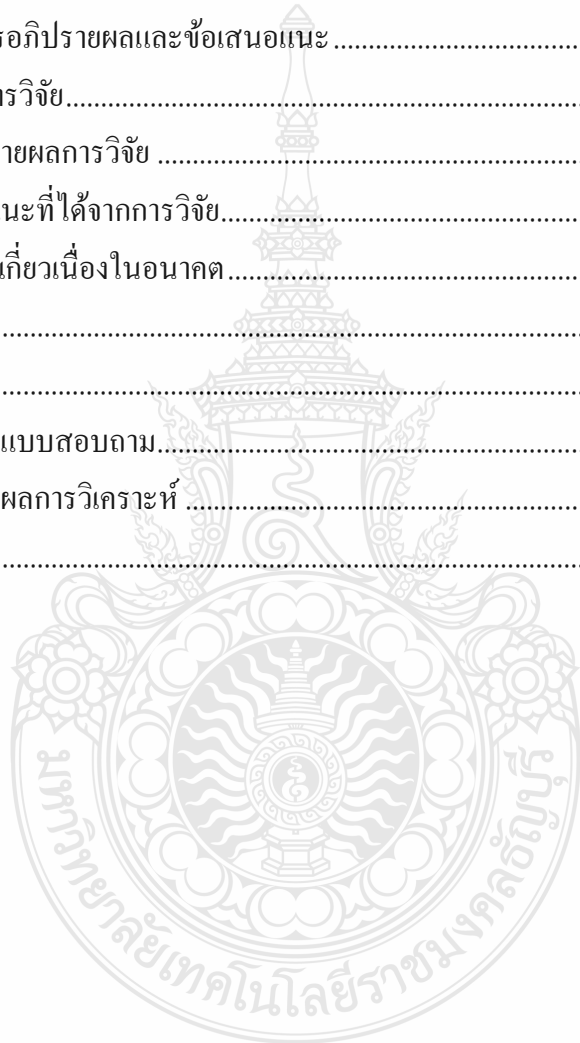 รอภิปรายผลและข้อเสนอแนะ ........................................
ารวิจัย........................................
ายผลการวิจัย ........................................
นะที่ได้จากการวิจัย........................................
นเกี่ยวเนื่องในอนาคต........................................
........................................
........................................
แบบสอบถาม........................................
ผลการวิเคราะห์ ........................................
........................................
มหาวิทยาลัยเทคโนโลยีราชมงคลธัญบุรี